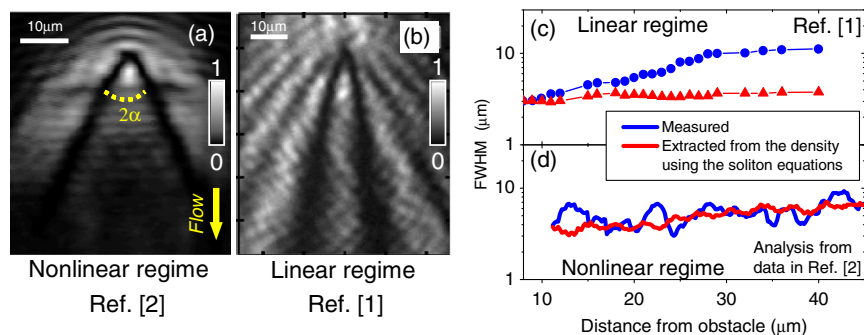 10μm
(a)
1
0
2α
Flow
Nonlinear regime
Ref. [2]
10μm
(b)
1
0
Linear regime
Ref. [1]
(c)
Linear regime
Ref. [1]
10
1
Measured
Extracted from the density
using the soliton equations
(d)
10
1
Nonlinear regime
Analysis from
data in Ref. [2]
FWHM (μm)
10
20
30
40
Distance from obstacle (μm)